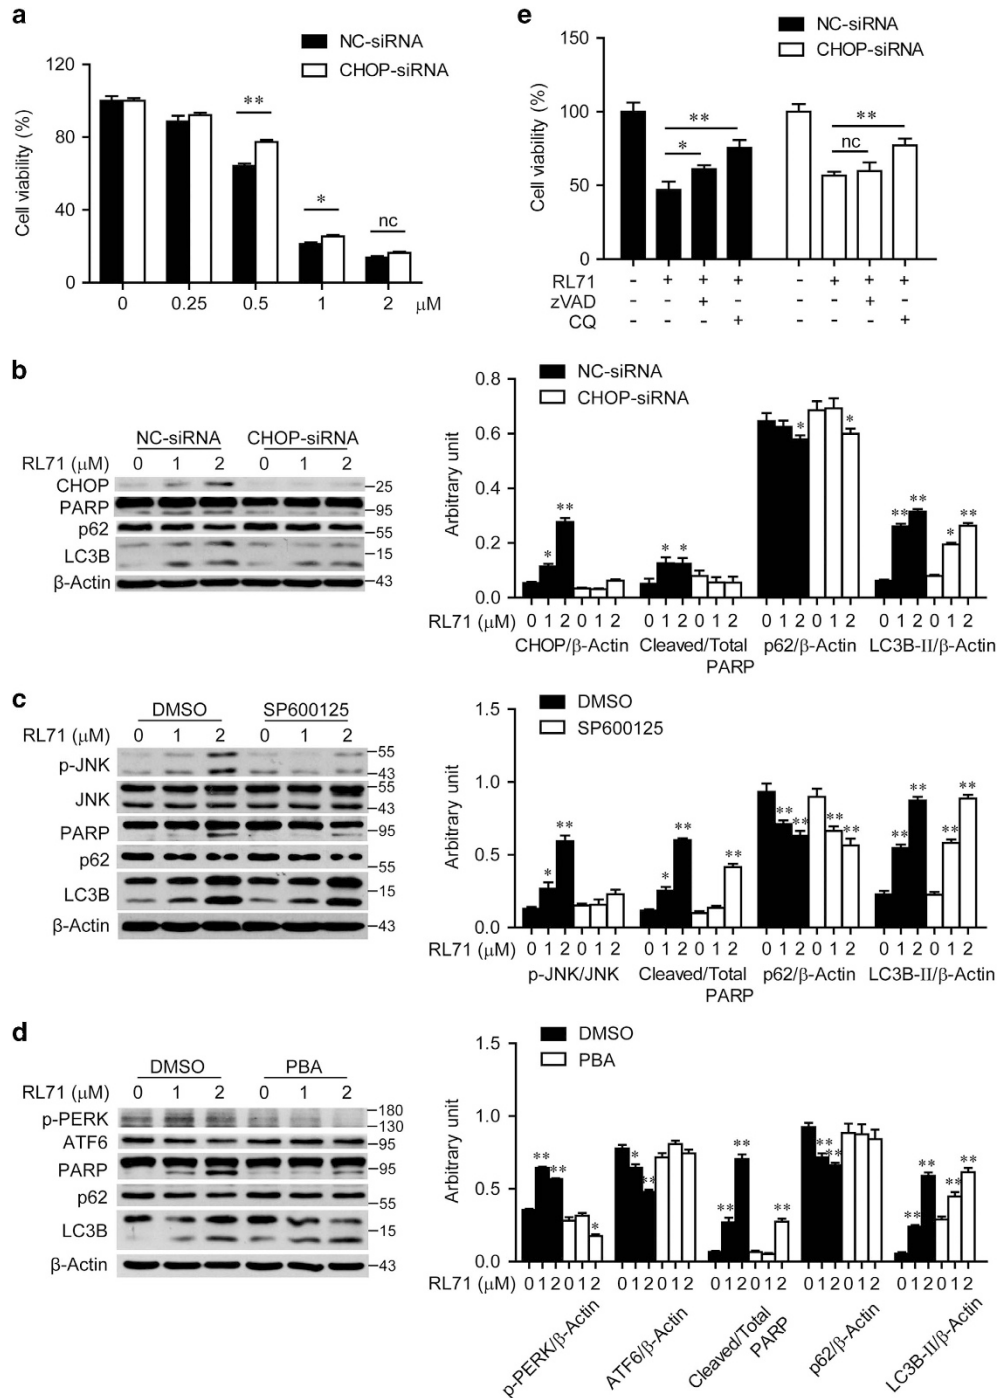 a
NC-siRNA
CHOP-siRNA
Cell viability (%)
120
80
40
0
**
*
nc
0 0.25 0.5 1 2 μM
e
NC-siRNA
CHOP-siRNA
Cell viability (%)
150
100
50
0
** **
* nc
RL71 - + + + - + + +
zVAD - - + - - - + -
CQ - - - + - - - +
b
NC-siRNA CHOP-siRNA
RL71 (μM) 0 1 2 0 1 2
CHOP 25
PARP 95
p62 55
LC3B 15
β-Actin 43
NC-siRNA
CHOP-siRNA
Arbitrary unit
0.8
0.6
0.4
0.2
0.0
* ** * * * * ** ** * **
RL71 (μM) 0 1 2 0 1 2 0 1 2 0 1 2 0 1 2 0 1 2 0 1 2 0 1 2
CHOP/β-Actin Cleaved/Total p62/β-Actin LC3B-II/β-Actin
PARP
c
DMSO SP600125
RL71 (μM) 0 1 2 0 1 2
p-JNK 55
43
JNK 55
43
PARP 95
p62 55
LC3B 15
β-Actin 43
DMSO
SP600125
Arbitrary unit
1.5
1.0
0.5
0.0
* ** * ** ** ** ** ** ** ** ** ** **
RL71 (μM) 0 1 2 0 1 2 0 1 2 0 1 2 0 1 2 0 1 2 0 1 2 0 1 2
p-JNK/JNK Cleaved/Total p62/β-Actin LC3B-II/β-Actin
PARP
d
DMSO PBA
RL71 (μM) 0 1 2 0 1 2
p-PERK 180
130
ATF6 95
PARP 95
p62 55
LC3B 15
β-Actin 43
DMSO
PBA
Arbitrary unit
1.5
1.0
0.5
0.0
** ** * * ** ** ** ** ** ** ** ** ** **
RL71 (μM) 0 1 2 0 1 2 0 1 2 0 1 2 0 1 2 0 1 2 0 1 2 0 1 2 0 1 2 0 1 2
p-PERK/β-Actin
ATF6/β-Actin
Cleaved/Total
PARP
p62/β-Actin
LC3B-II/β-Actin